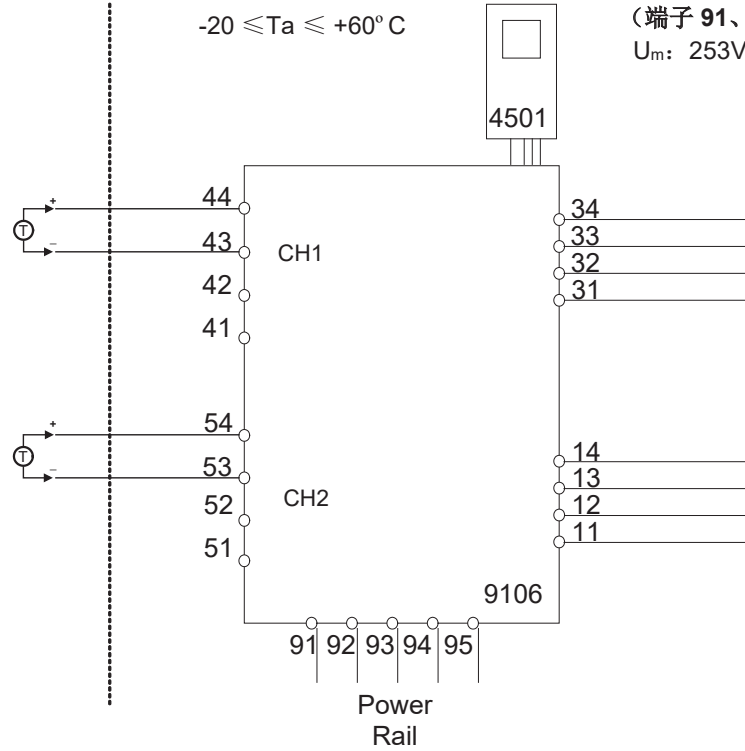 -20 ≤Ta ≤ +60° C
（端子 91、
Um：253V
4501
44
43
42
41
CH1
34
33
32
31
54
53
52
51
CH2
14
13
12
11
9106
91 92 93 94 95
Power
Rail
+
T
–
+
T
–